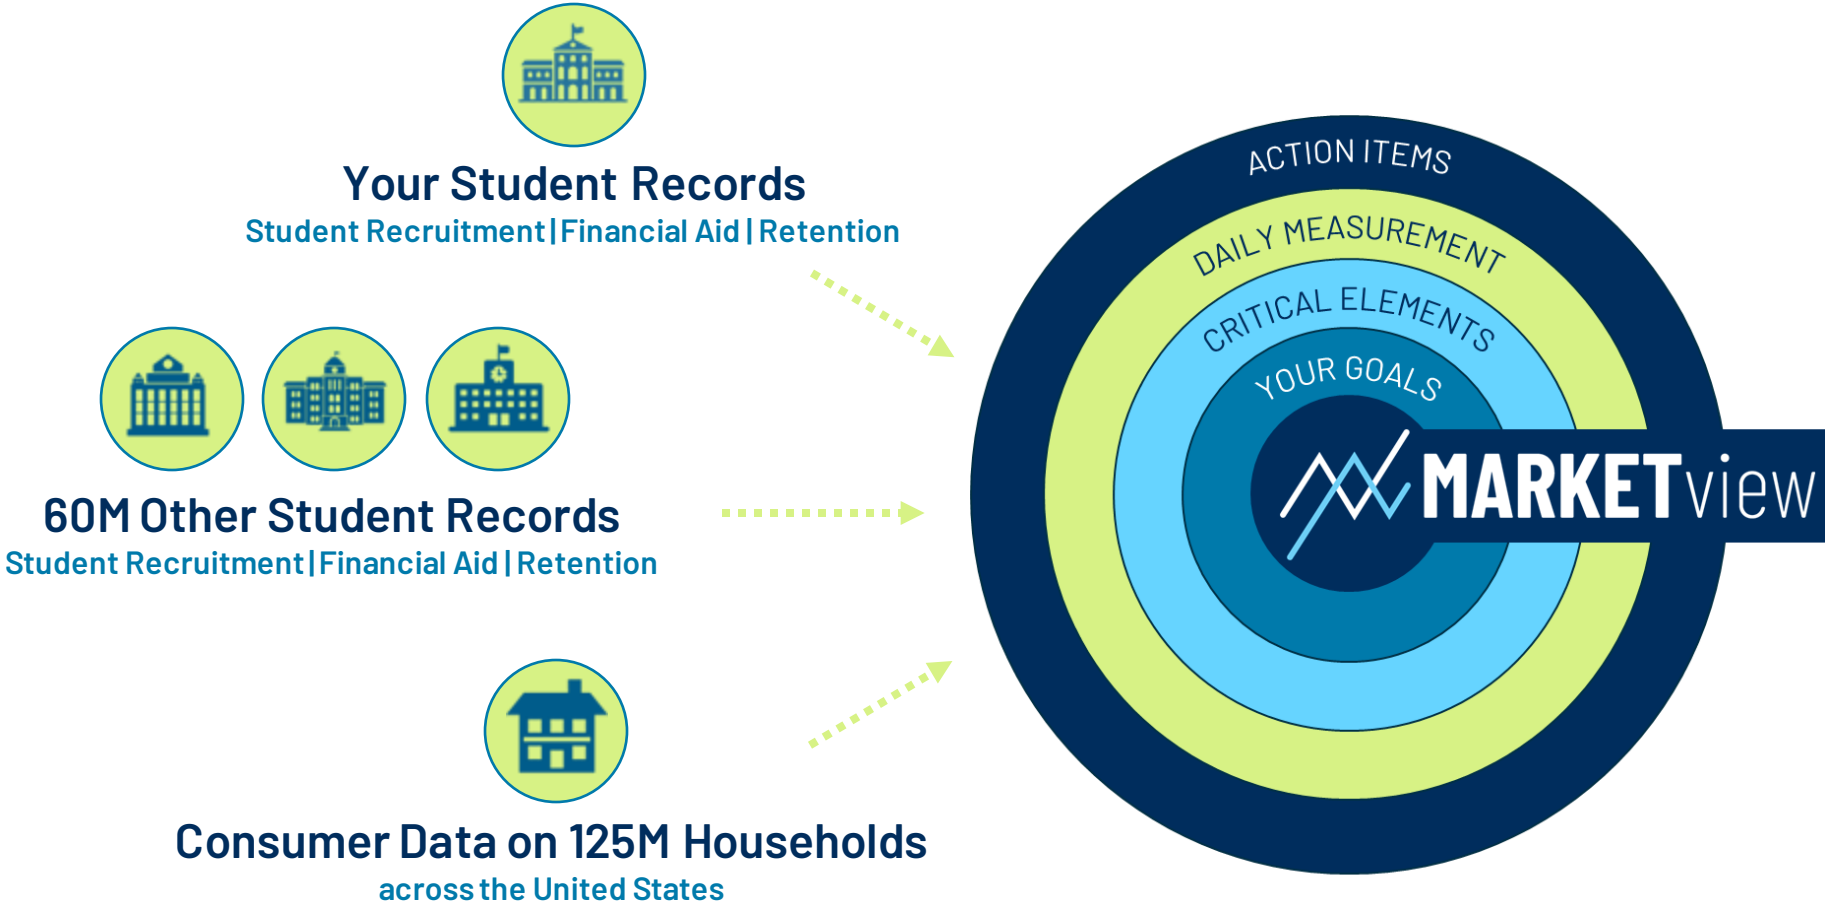 Your Student Records
Student Recruitment | Financial Aid | Retention
60M Other Student Records
Student Recruitment | Financial Aid | Retention
Consumer Data on 125M Households
across the United States
ACTION ITEMS
DAILY MEASUREMENT
CRITICAL ELEMENTS
YOUR GOALS
MARKETview